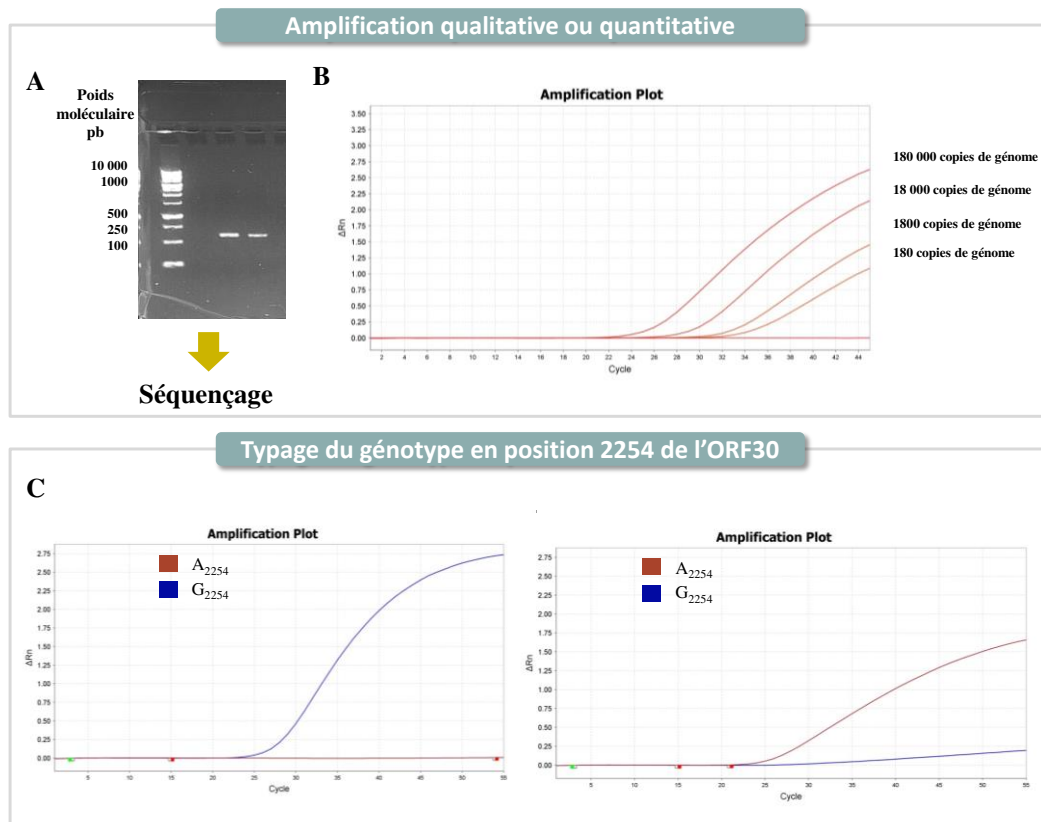 Amplification qualitative ou quantitative
A
Poids
moléculaire
pb
10 000
1000
500
250
100
Séquençage
B
Amplification Plot
3.50
3.25
3.00
2.75
2.50
2.25
2.00
1.75
1.50
1.25
1.00
0.75
0.50
0.25
0.00
ΔRn
2 4 6 8 10 12 14 16 18 20 22 24 26 28 30 32 34 36 38 40 42 44
Cycle
180 000 copies de génome
18 000 copies de génome
1800 copies de génome
180 copies de génome
Typage du génotype en position 2254 de l’ORF30
C
Amplification Plot
A2254
G2254
2.75
2.50
2.25
2.00
1.75
1.50
1.25
1.00
0.75
0.50
0.25
0.00
ΔRn
5 10 15 20 25 30 35 40 45 50 55
Cycle
Amplification Plot
A2254
G2254
2.75
2.50
2.25
2.00
1.75
1.50
1.25
1.00
0.75
0.50
0.25
0.00
ΔRn
5 10 15 20 25 30 35 40 45 50 55
Cycle